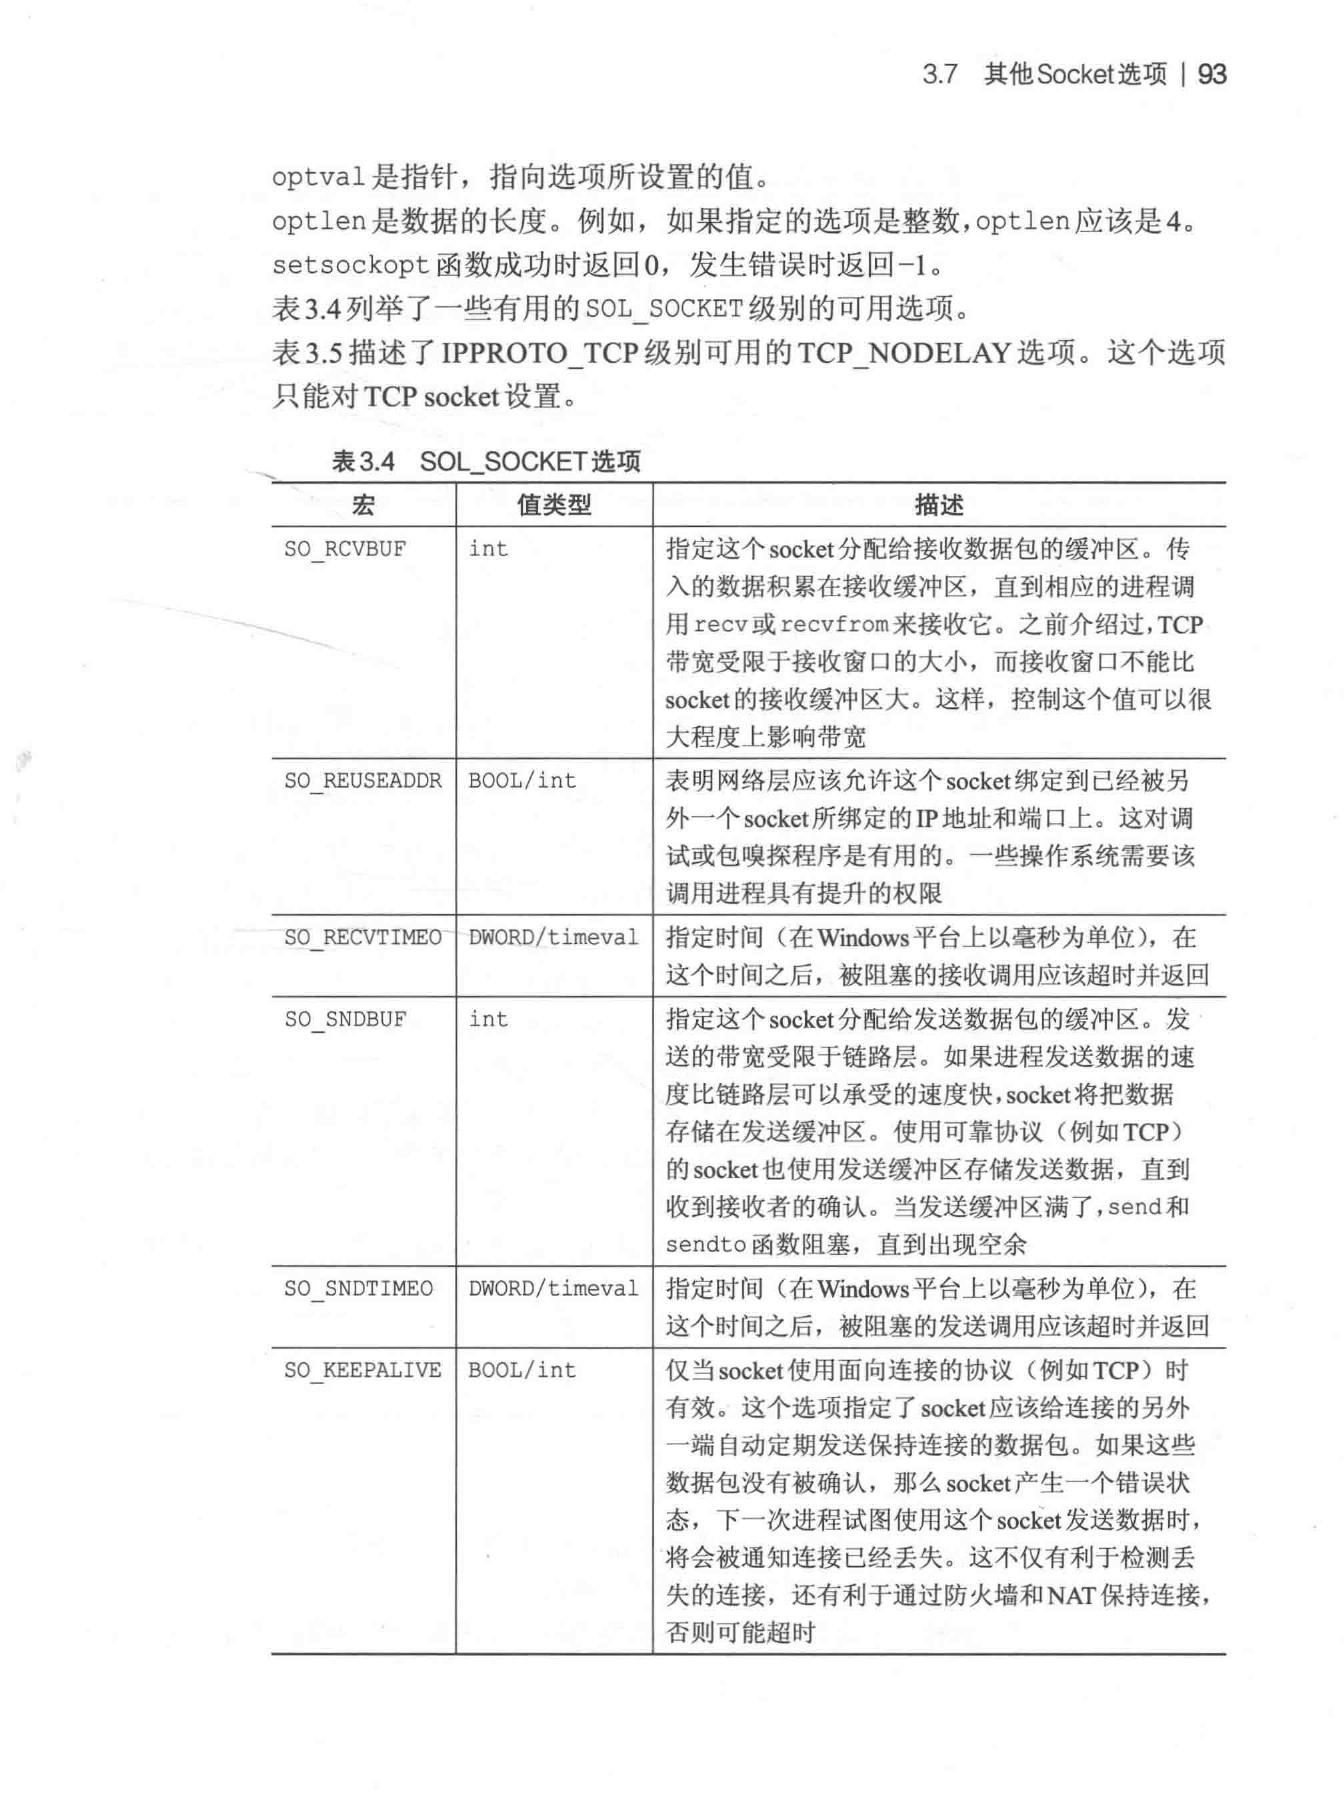 3.7 其他Socket选项 | 93
optval是指针，指向选项所设置的值。
optlen是数据的长度。例如，如果指定的选项是整数，optlen应该是4。
setsockopt函数成功时返回0，发生错误时返回-1。
表3.4列举了一些有用的SOL_SOCKET级别的可用选项。
表3.5描述了IPPROTO_TCP级别可用的TCP_NODELAY选项。这个选项
只能对TCP socket设置。
表3.4 SOL_SOCKET选项
宏 值类型 描述
SO_RCVBUF int 指定这个socket分配给接收数据包的缓冲区。传
入的数据积累在接收缓冲区，直到相应的进程调
用recv或recvfrom来接收它。之前介绍过，TCP
带宽受限于接收窗口的大小，而接收窗口不能比
socket的接收缓冲区大。这样，控制这个值可以很
大程度上影响带宽
SO_REUSEADDR BOOL/int 表明网络层应该允许这个socket绑定到已经被另
外一个socket所绑定的IP地址和端口上。这对调
试或包嗅探程序是有用的。一些操作系统需要该
调用进程具有提升的权限
SO_RECVTIMEO DWORD/timeval 指定时间（在Windows平台上以毫秒为单位），在
这个时间之后，被阻塞的接收调用应该超时并返回
SO_SNDBUF int 指定这个socket分配给发送数据包的缓冲区。发
送的带宽受限于链路层。如果进程发送数据的速
度比链路层可以承受的速度快，socket将把数据
存储在发送缓冲区。使用可靠协议（例如TCP）
的socket也使用发送缓冲区存储发送数据，直到
收到接收者的确认。当发送缓冲区满了，send和
sendto函数阻塞，直到出现空余
SO_SNDTIMEO DWORD/timeval 指定时间（在Windows平台上以毫秒为单位），在
这个时间之后，被阻塞的发送调用应该超时并返回
SO_KEEPALIVE BOOL/int 仅当socket使用面向连接的协议（例如TCP）时
有效。这个选项指定了socket应该给连接的另外
一端自动定期发送保持连接的数据包。如果这些
数据包没有被确认，那么socket产生一个错误状
态，下一次进程试图使用这个socket发送数据时，
将会被通知连接已经丢失。这不仅有利于检测丢
失的连接，还有利于通过防火墙和NAT保持连接，
否则可能超时